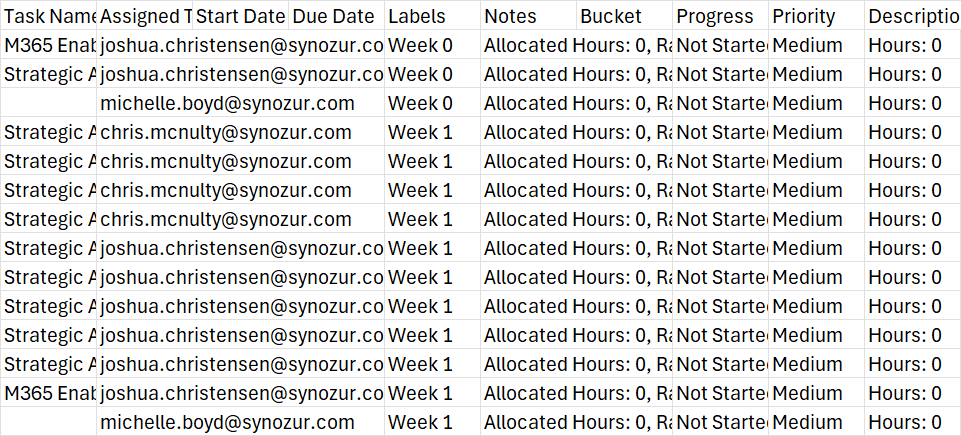 Task Name Assigned T Start Date Due Date Labels Notes Bucket Progress Priority Descriptio
M365 Enab joshua.christensen@synozur.co Week 0 Allocated Hours: 0, Ra Not Starte Medium Hours: 0
Strategic A joshua.christensen@synozur.co Week 0 Allocated Hours: 0, Ra Not Starte Medium Hours: 0
michelle.boyd@synozur.com Week 0 Allocated Hours: 0, Ra Not Starte Medium Hours: 0
Strategic A chris.mcnulty@synozur.com Week 1 Allocated Hours: 0, Ra Not Starte Medium Hours: 0
Strategic A chris.mcnulty@synozur.com Week 1 Allocated Hours: 0, Ra Not Starte Medium Hours: 0
Strategic A chris.mcnulty@synozur.com Week 1 Allocated Hours: 0, Ra Not Starte Medium Hours: 0
Strategic A chris.mcnulty@synozur.com Week 1 Allocated Hours: 0, Ra Not Starte Medium Hours: 0
Strategic A joshua.christensen@synozur.co Week 1 Allocated Hours: 0, Ra Not Starte Medium Hours: 0
Strategic A joshua.christensen@synozur.co Week 1 Allocated Hours: 0, Ra Not Starte Medium Hours: 0
Strategic A joshua.christensen@synozur.co Week 1 Allocated Hours: 0, Ra Not Starte Medium Hours: 0
Strategic A joshua.christensen@synozur.co Week 1 Allocated Hours: 0, Ra Not Starte Medium Hours: 0
Strategic A joshua.christensen@synozur.co Week 1 Allocated Hours: 0, Ra Not Starte Medium Hours: 0
M365 Enab joshua.christensen@synozur.co Week 1 Allocated Hours: 0, Ra Not Starte Medium Hours: 0
michelle.boyd@synozur.com Week 1 Allocated Hours: 0, Ra Not Starte Medium Hours: 0